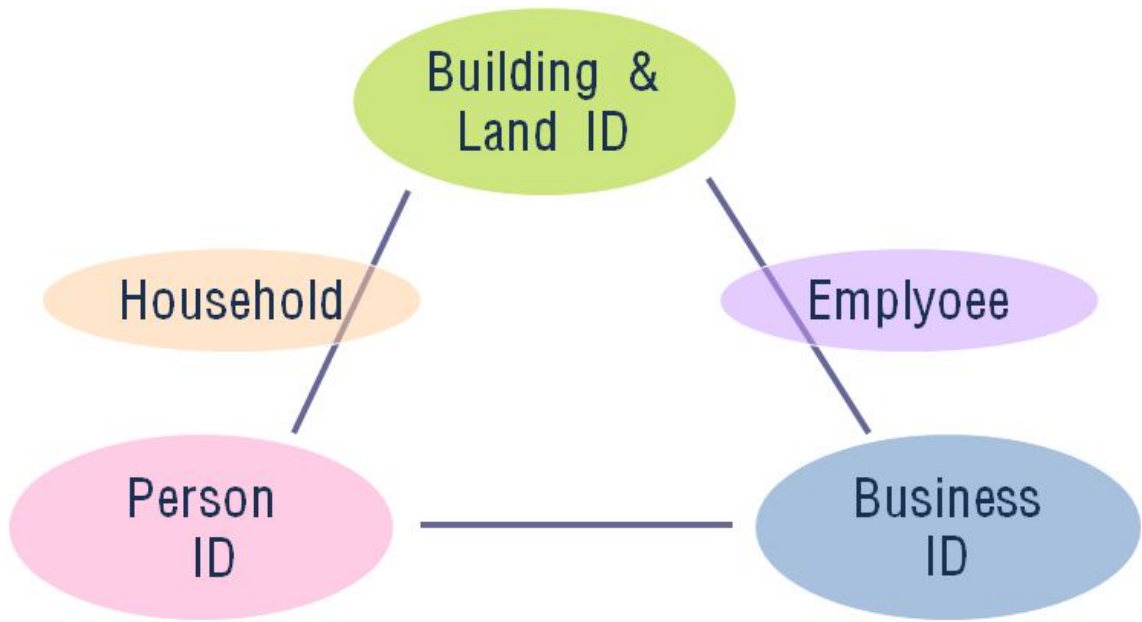 Building &
Land ID
Household
Emplyoee
Person
ID
Business
ID